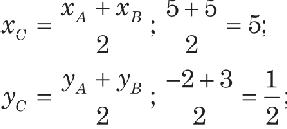 x_C = (x_A + x_B)/2 ; (5 + 5)/2 = 5;
y_C = (y_A + y_B)/2 ; (−2 + 3)/2 = 1/2 ;